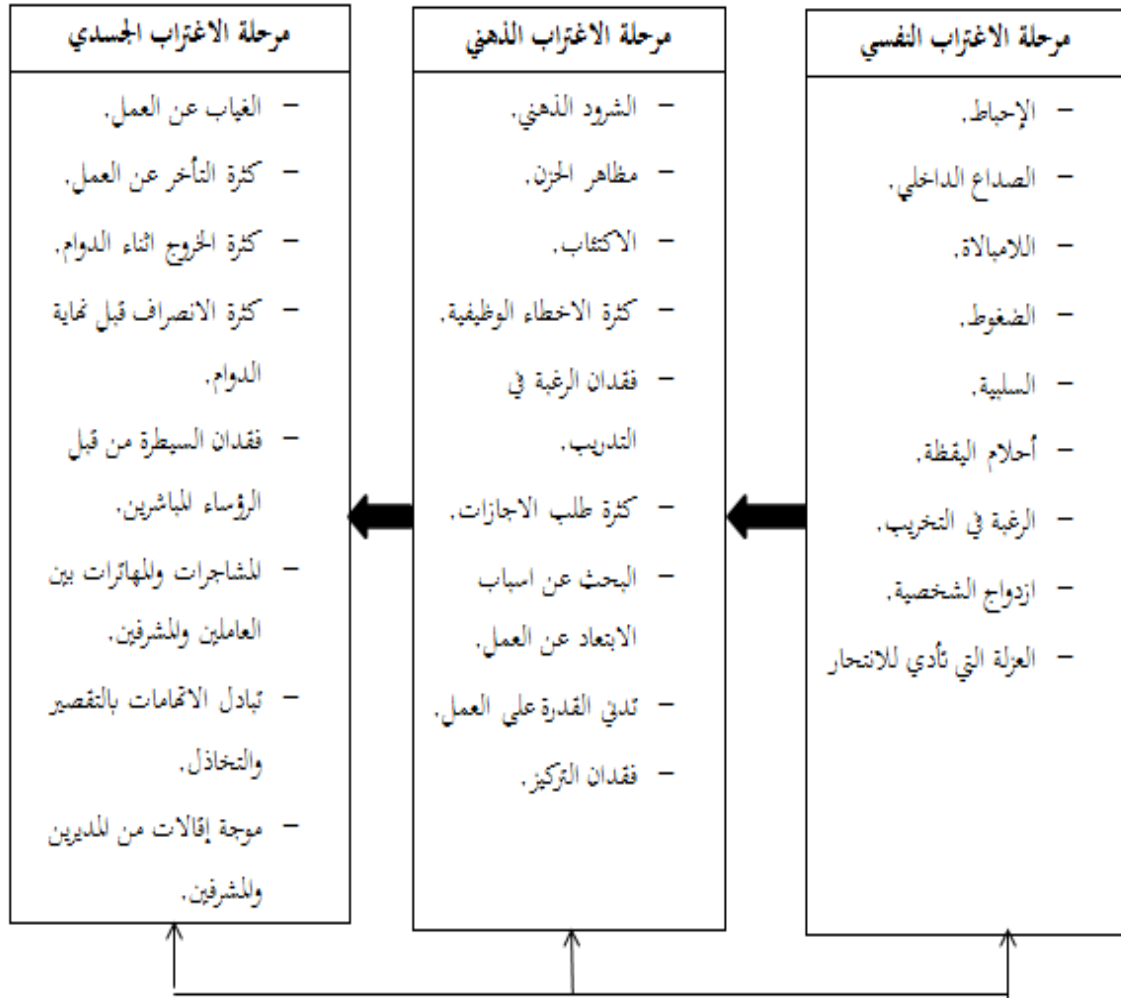 مرحلة الاغتراب النفسي
– الإحباط.
– الصداع الداخلي.
– اللامبالاة.
– الضغوط.
– السلبية.
– أحلام اليقظة.
– الرغبة في التخريب.
– ازدواج الشخصية.
– العزلة التي تأدي للانتحار
مرحلة الاغتراب الذهني
– الشرود الذهني.
– مظاهر الحزن.
– الاكتئاب.
– كثرة الاخطاء الوظيفية.
– فقدان الرغبة في
التدريب.
– كثرة طلب الاجازات.
– البحث عن اسباب
الابتعاد عن العمل.
– تدني القدرة على العمل.
– فقدان التركيز.
مرحلة الاغتراب الجسدي
– الغياب عن العمل.
– كثرة التأخر عن العمل.
– كثرة الخروج اثناء الدوام.
– كثرة الانصراف قبل نهاية
الدوام.
– فقدان السيطرة من قبل
الرؤساء المباشرين.
– المشاجرات والمهاترات بين
العاملين والمشرفين.
– تبادل الاتهامات بالتقصير
والتخاذل.
– موجة إقالات من المديرين
والمشرفين.